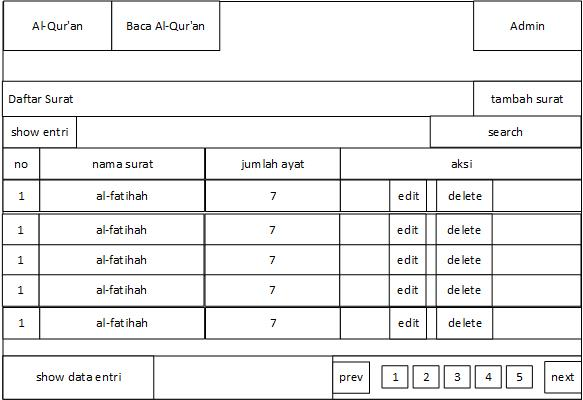 Al-Qur'an Baca Al-Qur'an Admin
Daftar Surat tambah surat
show entri search
no nama surat jumlah ayat aksi
1 al-fatihah 7 edit delete
1 al-fatihah 7 edit delete
1 al-fatihah 7 edit delete
1 al-fatihah 7 edit delete
1 al-fatihah 7 edit delete
show data entri prev 1 2 3 4 5 next